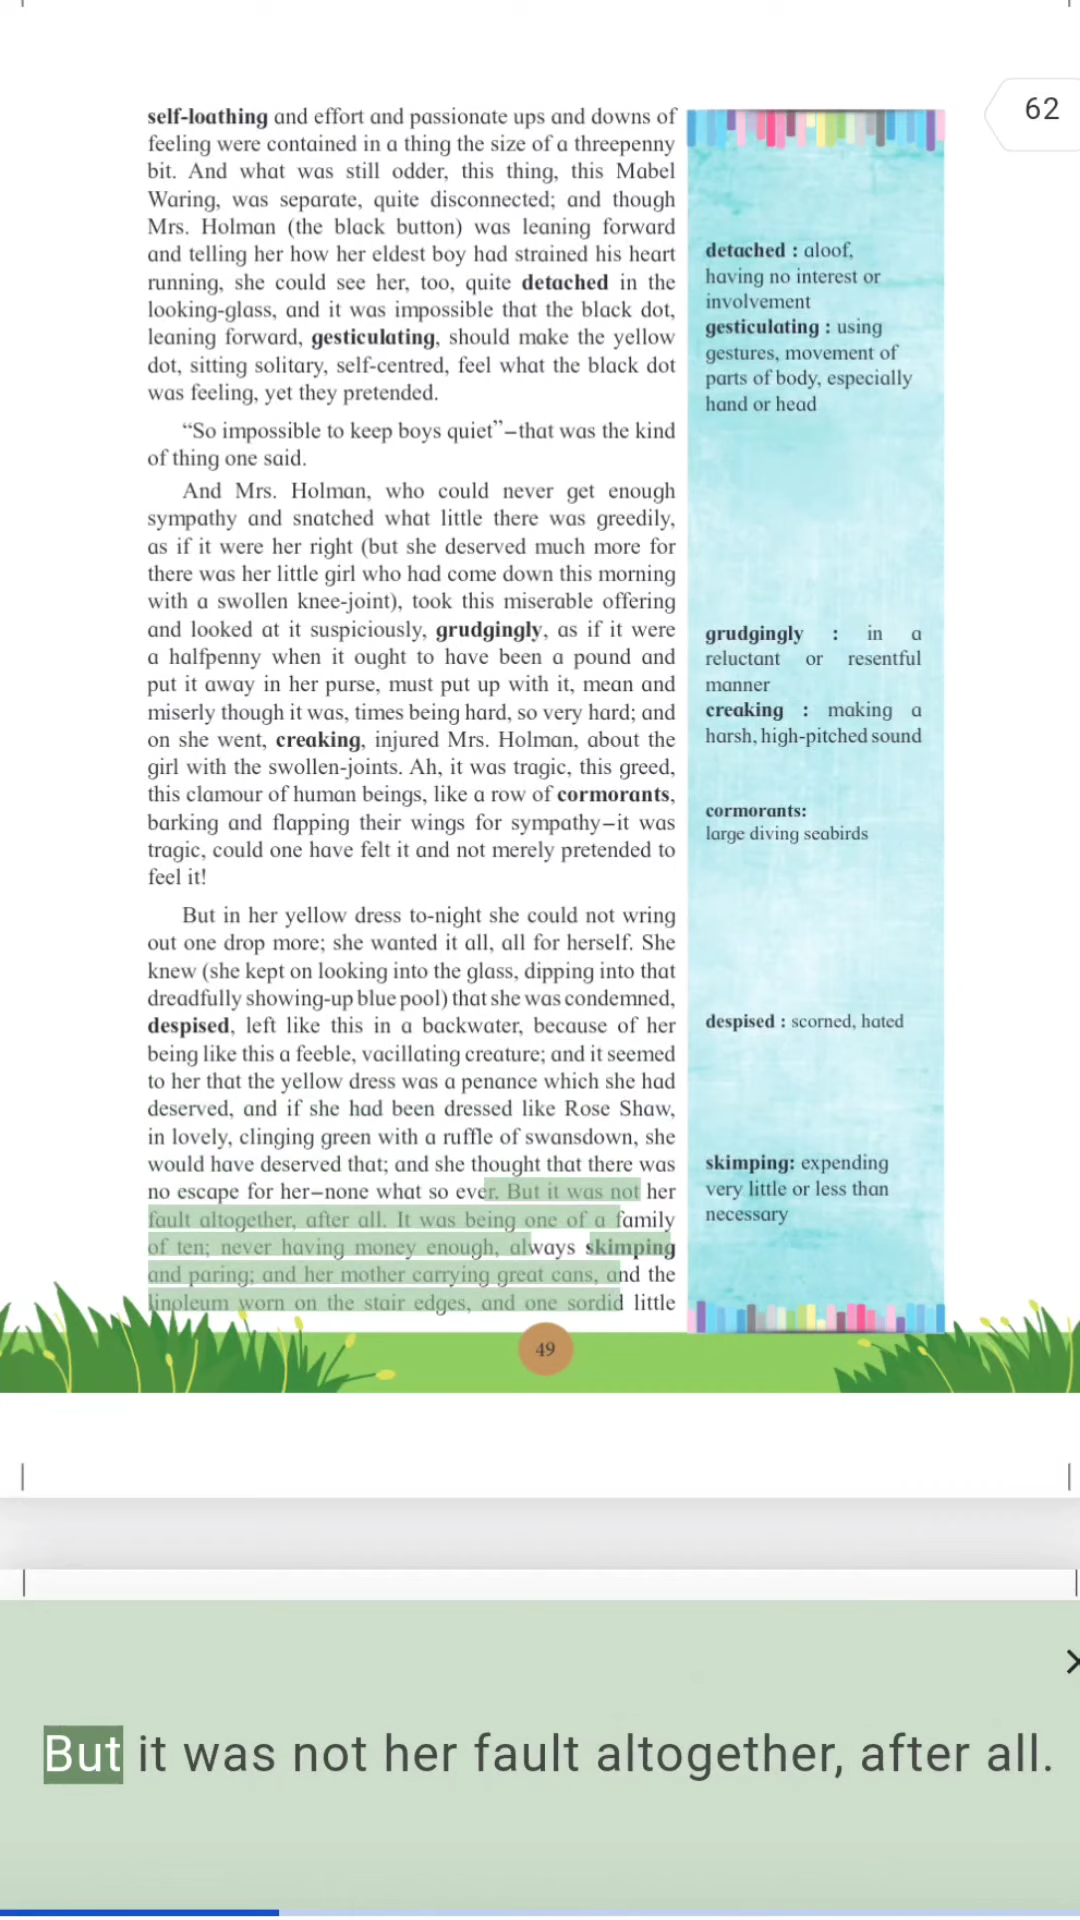 62
self-loathing and effort and passionate ups and downs of
feeling were contained in a thing the size of a threepenny
bit. And what was still odder, this thing, this Mabel
Waring, was separate, quite disconnected; and though
Mrs. Holman (the black button) was leaning forward
and telling her how her eldest boy had strained his heart
running, she could see her, too, quite detached in the
looking-glass, and it was impossible that the black dot,
leaning forward, gesticulating, should make the yellow
dot, sitting solitary, self-centred, feel what the black dot
was feeling, yet they pretended.
“So impossible to keep boys quiet”–that was the kind
of thing one said.
And Mrs. Holman, who could never get enough
sympathy and snatched what little there was greedily,
as if it were her right (but she deserved much more for
there was her little girl who had come down this morning
with a swollen knee-joint), took this miserable offering
and looked at it suspiciously, grudgingly, as if it were
a halfpenny when it ought to have been a pound and
put it away in her purse, must put up with it, mean and
miserly though it was, times being hard, so very hard; and
on she went, creaking, injured Mrs. Holman, about the
girl with the swollen-joints. Ah, it was tragic, this greed,
this clamour of human beings, like a row of cormorants,
barking and flapping their wings for sympathy–it was
tragic, could one have felt it and not merely pretended to
feel it!
But in her yellow dress to-night she could not wring
out one drop more; she wanted it all, all for herself. She
knew (she kept on looking into the glass, dipping into that
dreadfully showing-up blue pool) that she was condemned,
despised, left like this in a backwater, because of her
being like this a feeble, vacillating creature; and it seemed
to her that the yellow dress was a penance which she had
deserved, and if she had been dressed like Rose Shaw,
in lovely, clinging green with a ruffle of swansdown, she
would have deserved that; and she thought that there was
no escape for her–none what so ever. But it was not her
fault altogether, after all. It was being one of a family
of ten; never having money enough, always skimping
and paring; and her mother carrying great cans, and the
linoleum worn on the stair edges, and one sordid little
detached : aloof,
having no interest or
involvement
gesticulating : using
gestures, movement of
parts of body, especially
hand or head
grudgingly : in a
reluctant or resentful
manner
creaking : making a
harsh, high-pitched sound
cormorants:
large diving seabirds
despised : scorned, hated
skimping: expending
very little or less than
necessary
49
But it was not her fault altogether, after all.